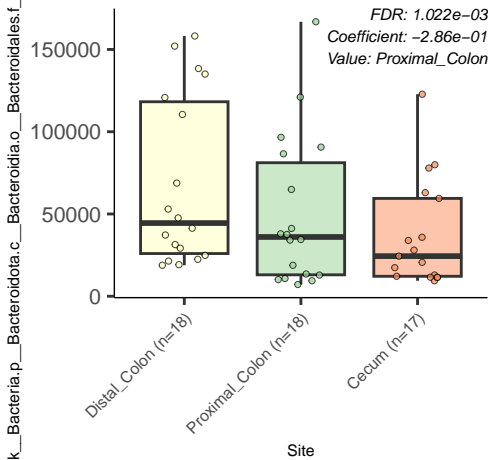 k__Bacteria.p__Bacteroidota.c__Bacteroidia.o__Bacteroidales.f_
FDR: 1.022e−03
Coefficient: −2.86e−01
Value: Proximal_Colon
150000
100000
50000
0
Distal_Colon (n=18)
Proximal_Colon (n=18)
Cecum (n=17)
Site